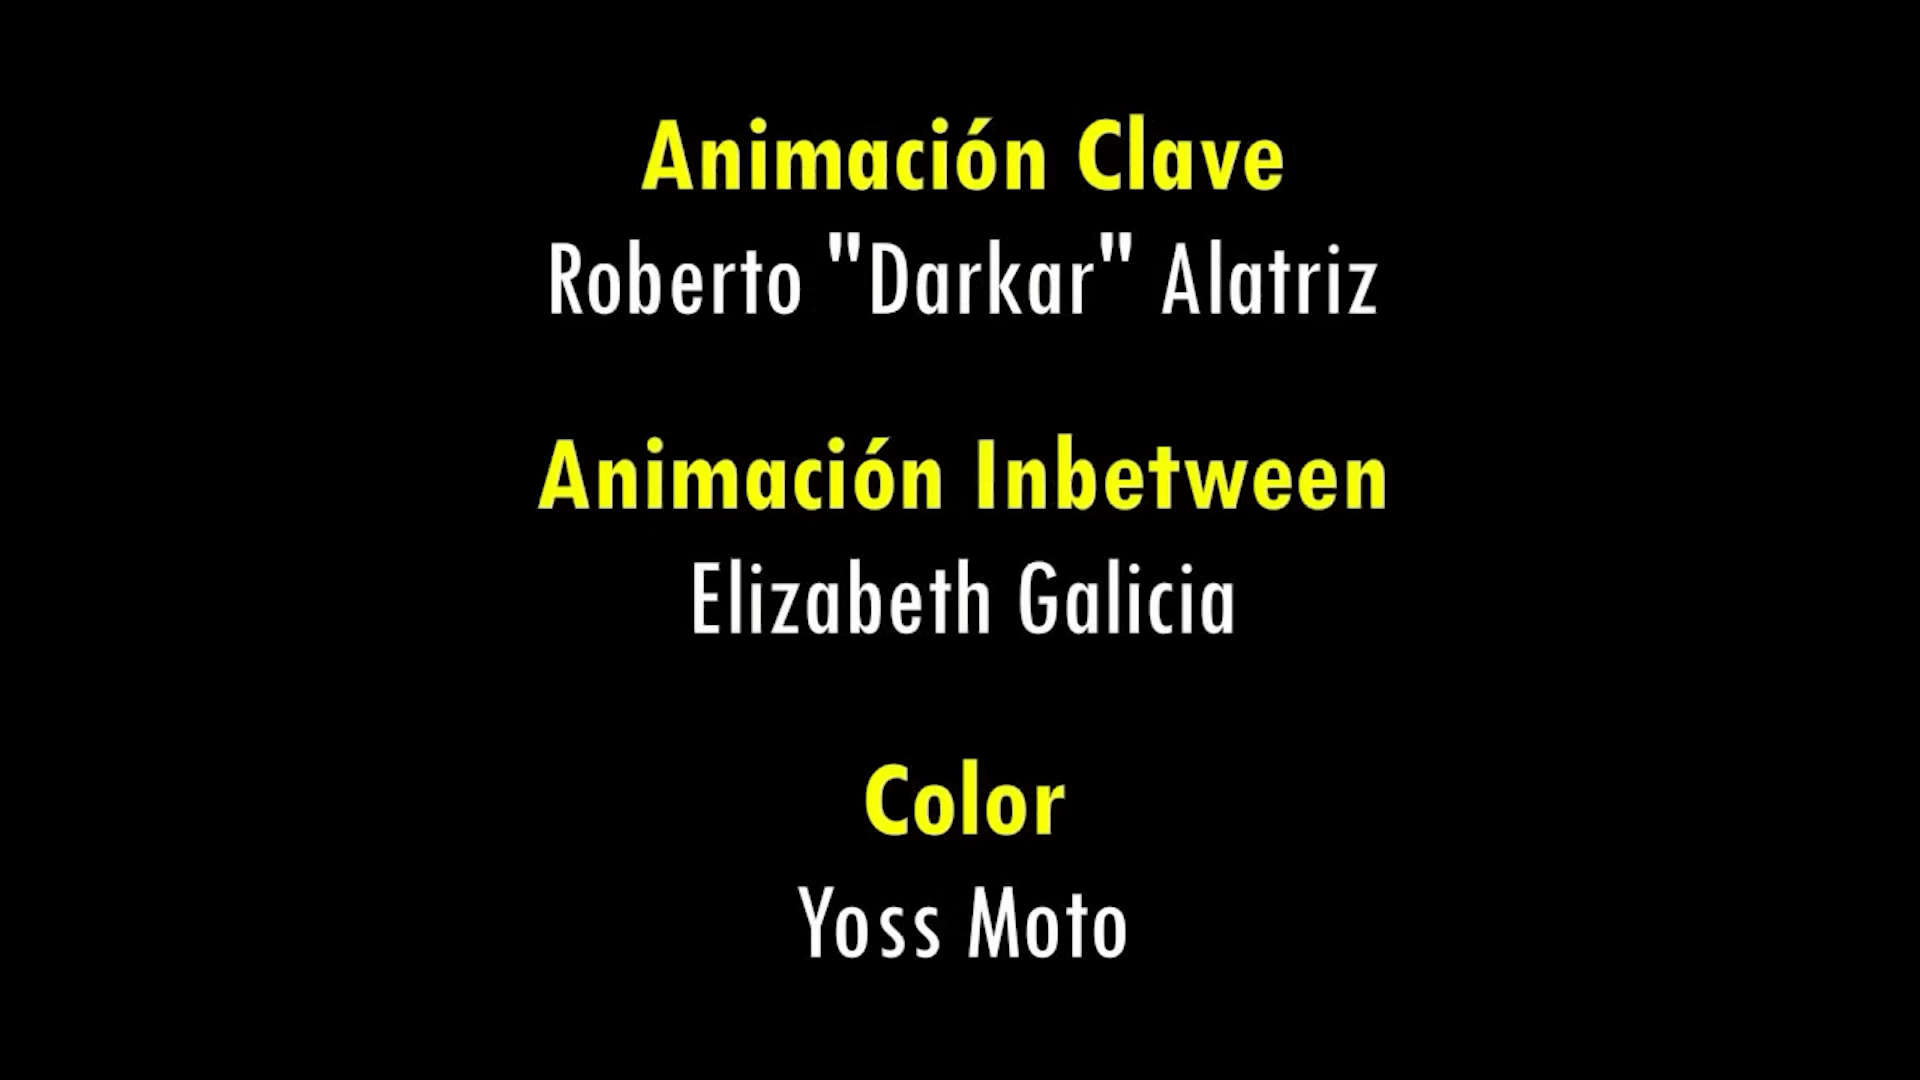 Animación Clave
Roberto "Darkar" Alatriz
Animación Inbetween
Elizabeth Galicia
Color
Yoss Moto